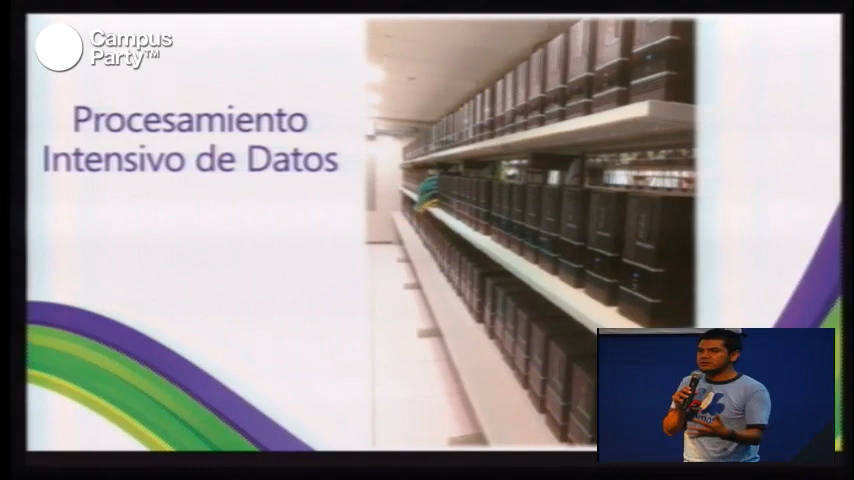 Campus
Party™
Procesamiento
Intensivo de Datos